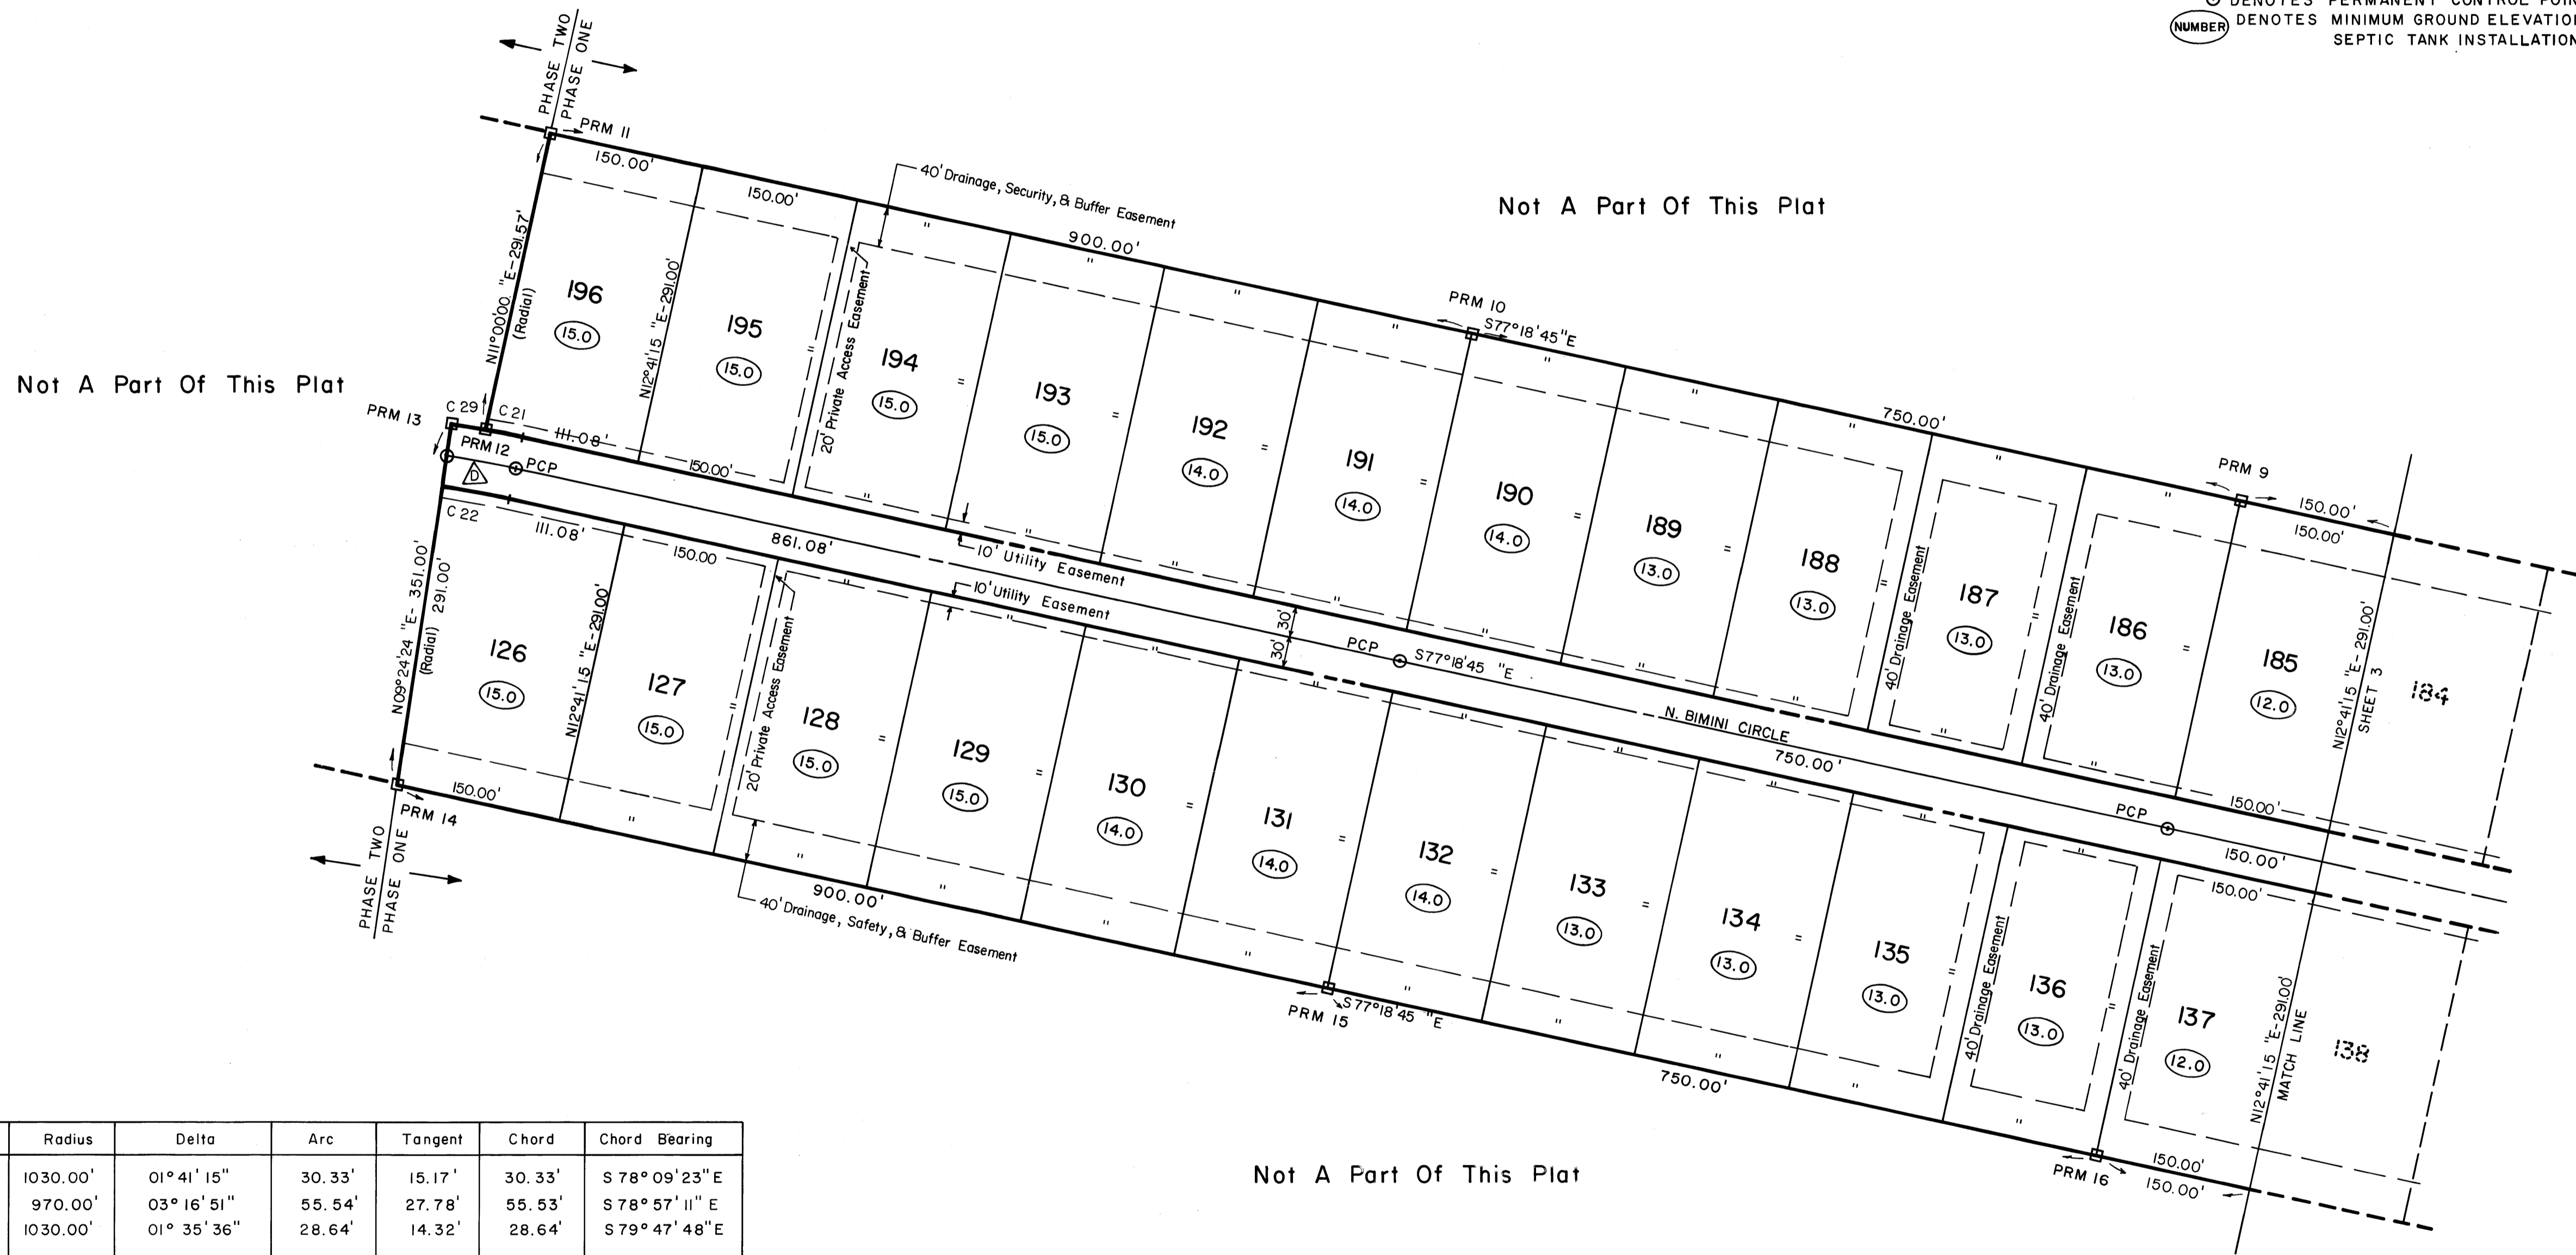 DENOTES PERMANENT CONTROL
NUMBER DENOTES MINIMUM GROUND
SEPTIC TANK INSTALLATION
PHASE TWO
PHASE ONE
PRM 11
150.00'
150.00'
40' Drainage, Security, & Buffer Easement
"
900.00'
"
"
"
Not A Part Of This Plat
PRM 10
S77°18'45"E
"
"
750.00'
"
"
"
PRM 9
150.00'
150.00'
N11°00'00."E-291.57'
(Radial)
196
15.0
N12°41'15 "E-291.00'
195
15.0
"
20' Private Access Easement
194
15.0
"
193
15.0
"
192
14.0
"
191
14.0
"
190
14.0
"
189
13.0
"
188
13.0
"
40' Drainage Easement
187
13.0
"
40' Drainage Easement
186
13.0
"
185
12.0
N12°41'15 "E-291.00'
SHEET 3
184
Not A Part Of This Plat
PRM 13
C 29
C 21
PRM 12
111.08'
150.00'
"
"
"
"
"
"
"
"
"
150.00'
D
PCP
C 22
111.08'
150.00
861.08'
10' Utility Easement
10' Utility Easement
30'
30'
PCP
S77°18'45 "E
N. BIMINI CIRCLE
750.00'
PCP
150.00'
150.00'
"
"
"
"
"
"
"
"
"
N09°24'24 "E- 351.00'
(Radial) 291.00'
126
15.0
N12°41'15 "E-291.00'
127
15.0
"
20' Private Access Easement
128
15.0
"
129
15.0
"
130
14.0
"
131
14.0
"
132
14.0
"
133
13.0
"
134
13.0
"
135
13.0
"
40' Drainage Easement
136
13.0
"
40' Drainage Easement
137
12.0
N12°41'15 "E-291.00'
MATCH LINE
138
150.00'
PRM 14
PHASE TWO
PHASE ONE
"
"
900.00'
40' Drainage, Safety, & Buffer Easement
"
"
"
PRM 15
S77°18'45 "E
"
"
"
750.00'
"
"
PRM 16
150.00'
150.00'
Not A Part Of This Plat
Radius Delta Arc Tangent Chord Chord Bearing
1030.00' 01°41'15" 30.33' 15.17' 30.33' S 78°09'23"E
970.00' 03°16'51" 55.54' 27.78' 55.53' S 78°57'11"E
1030.00' 01°35'36" 28.64' 14.32' 28.64' S 79°47'48"E